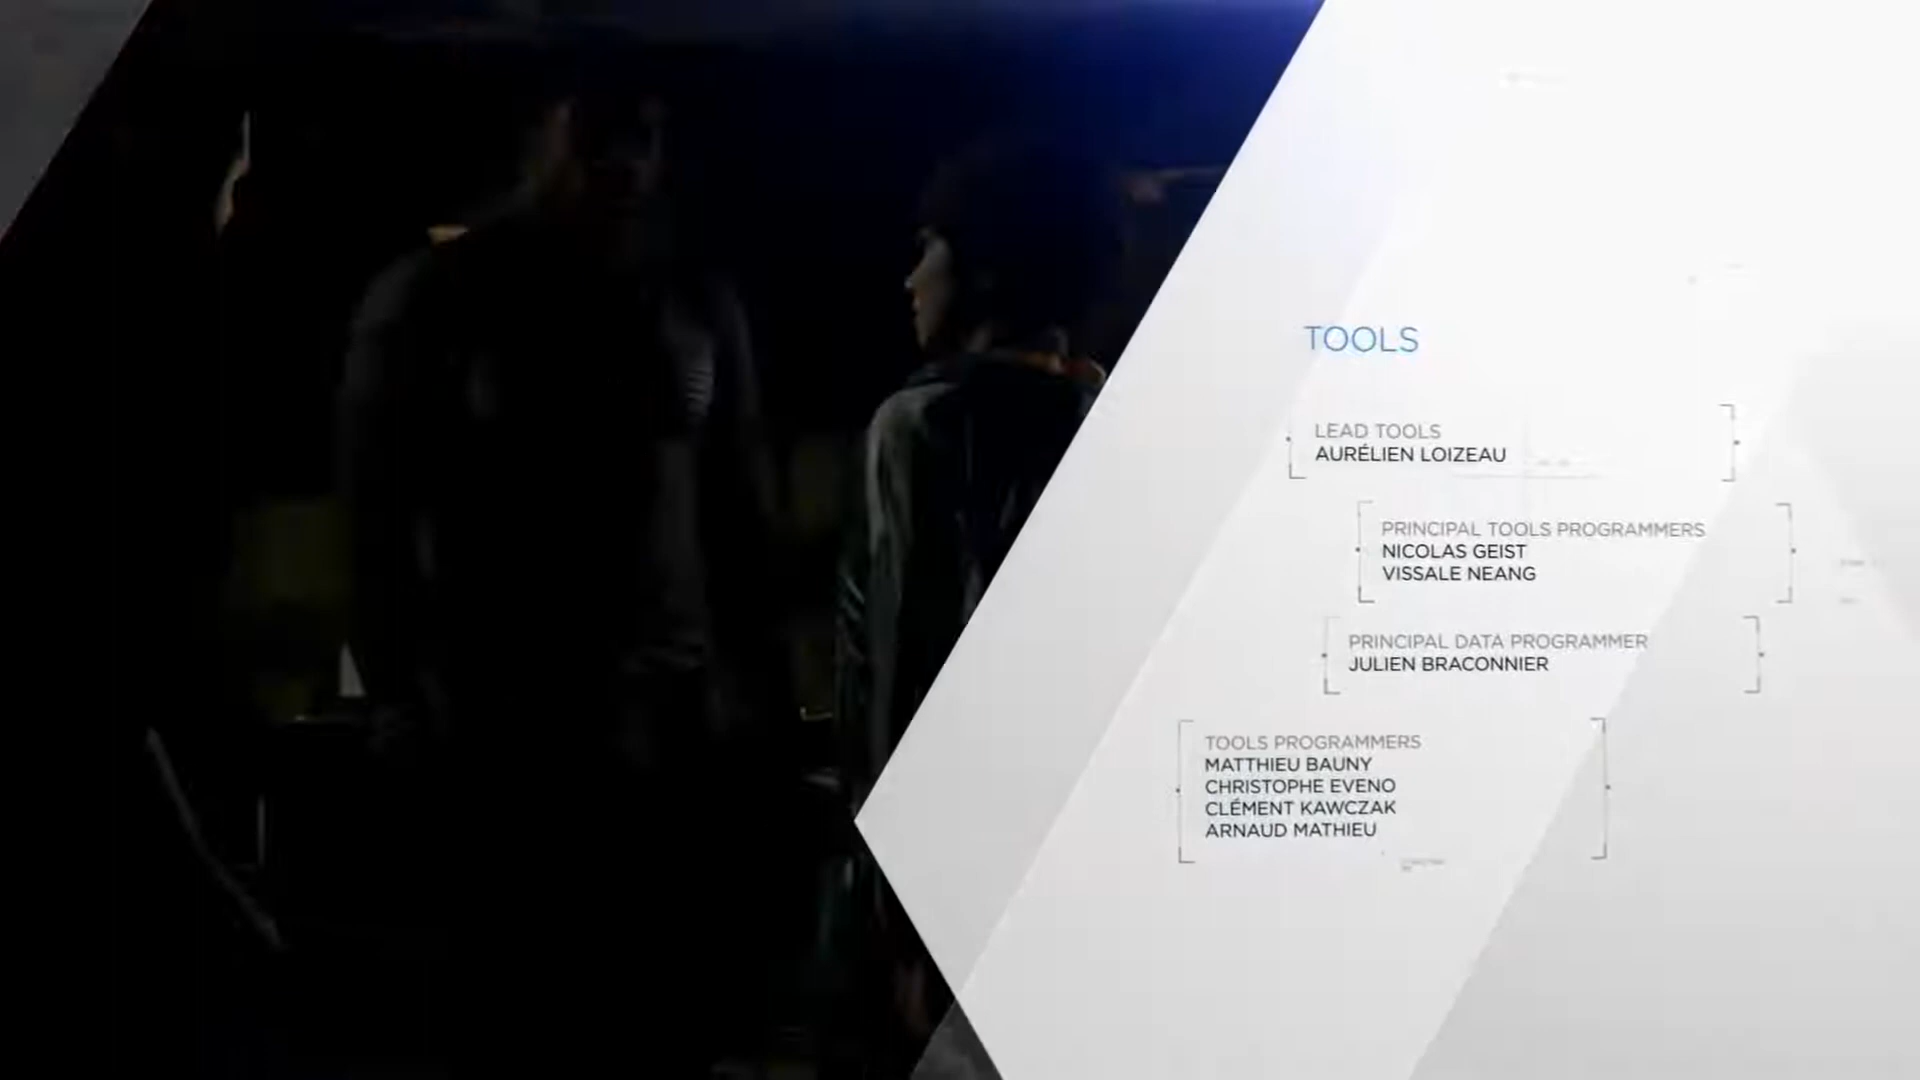 TOOLS
LEAD TOOLS
AURÉLIEN LOIZEAU
PRINCIPAL TOOLS PROGRAMMERS
NICOLAS GEIST
VISSALE NEANG
PRINCIPAL DATA PROGRAMMER
JULIEN BRACONNIER
TOOLS PROGRAMMERS
MATTHIEU BAUNY
CHRISTOPHE EVENO
CLÉMENT KAWCZAK
ARNAUD MATHIEU